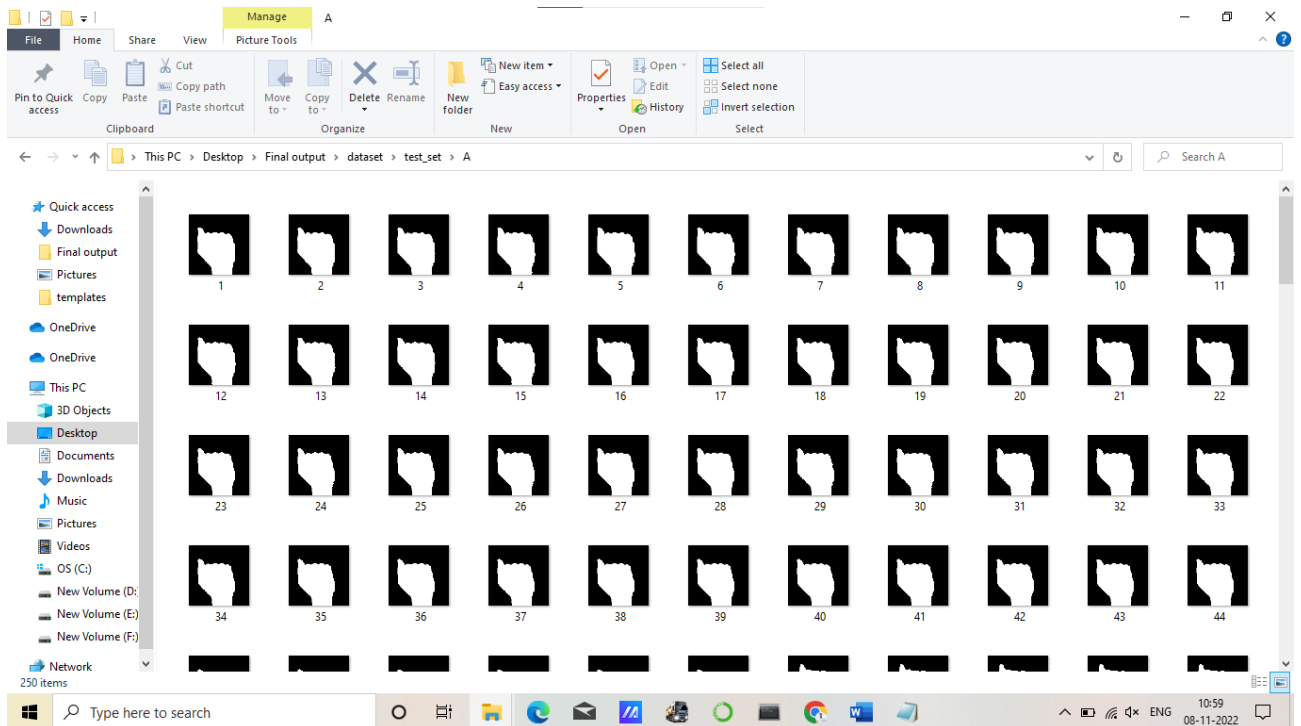 Manage A
File Home Share View Picture Tools
Pin to Quick access
Copy
Paste
Cut
Copy path
Paste shortcut
Clipboard
Move to
Copy to
Delete
Rename
Organize
New folder
New item
Easy access
New
Properties
Open
Edit
History
Open
Select all
Select none
Invert selection
Select
This PC > Desktop > Final output > dataset > test_set > A
Search A
Quick access
Downloads
Final output
Pictures
templates
OneDrive
OneDrive
This PC
3D Objects
Desktop
Documents
Downloads
Music
Pictures
Videos
OS (C:)
New Volume (D:
New Volume (E:)
New Volume (F:)
Network
1 2 3 4 5 6 7 8 9 10 11
12 13 14 15 16 17 18 19 20 21 22
23 24 25 26 27 28 29 30 31 32 33
34 35 36 37 38 39 40 41 42 43 44
250 items
Type here to search
ENG
10:59
08-11-2022